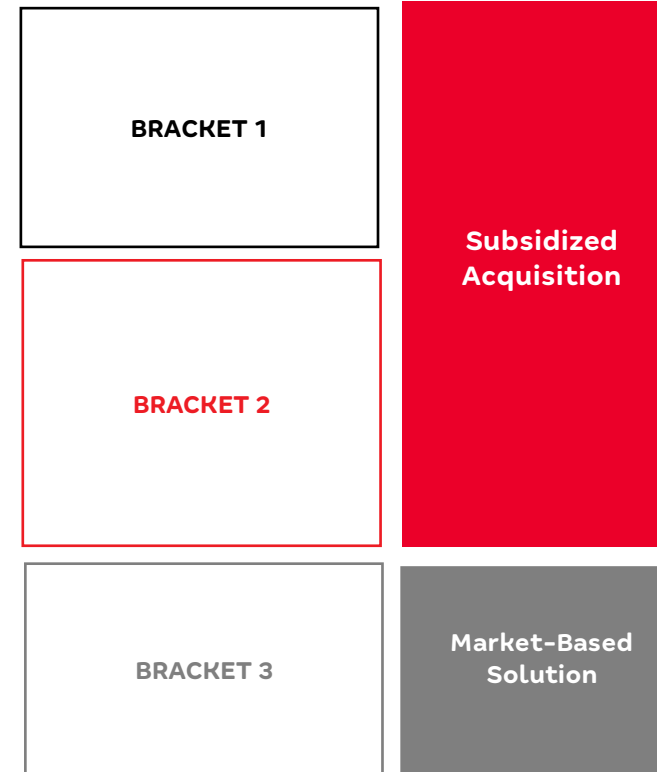 BRACKET 1
Subsidized
Acquisition
BRACKET 2
BRACKET 3
Market-Based
Solution